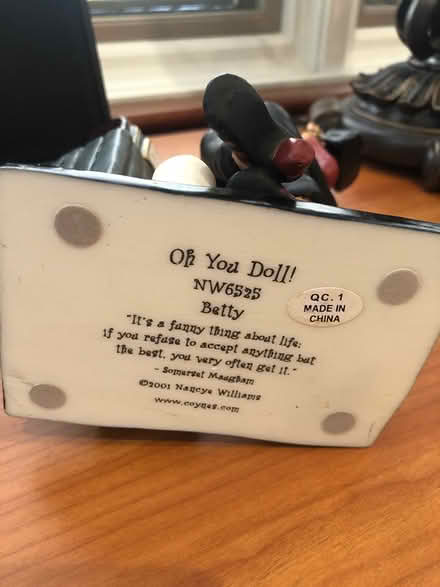 Oh You Doll!
NW6525
Betty
"It's a funny thing about life;
if you refuse to accept anything but
the best, you very often get it."
- Somerset Maugham
©2001 Nancye Williams
www.coynes.com
QC. 1
MADE IN
CHINA